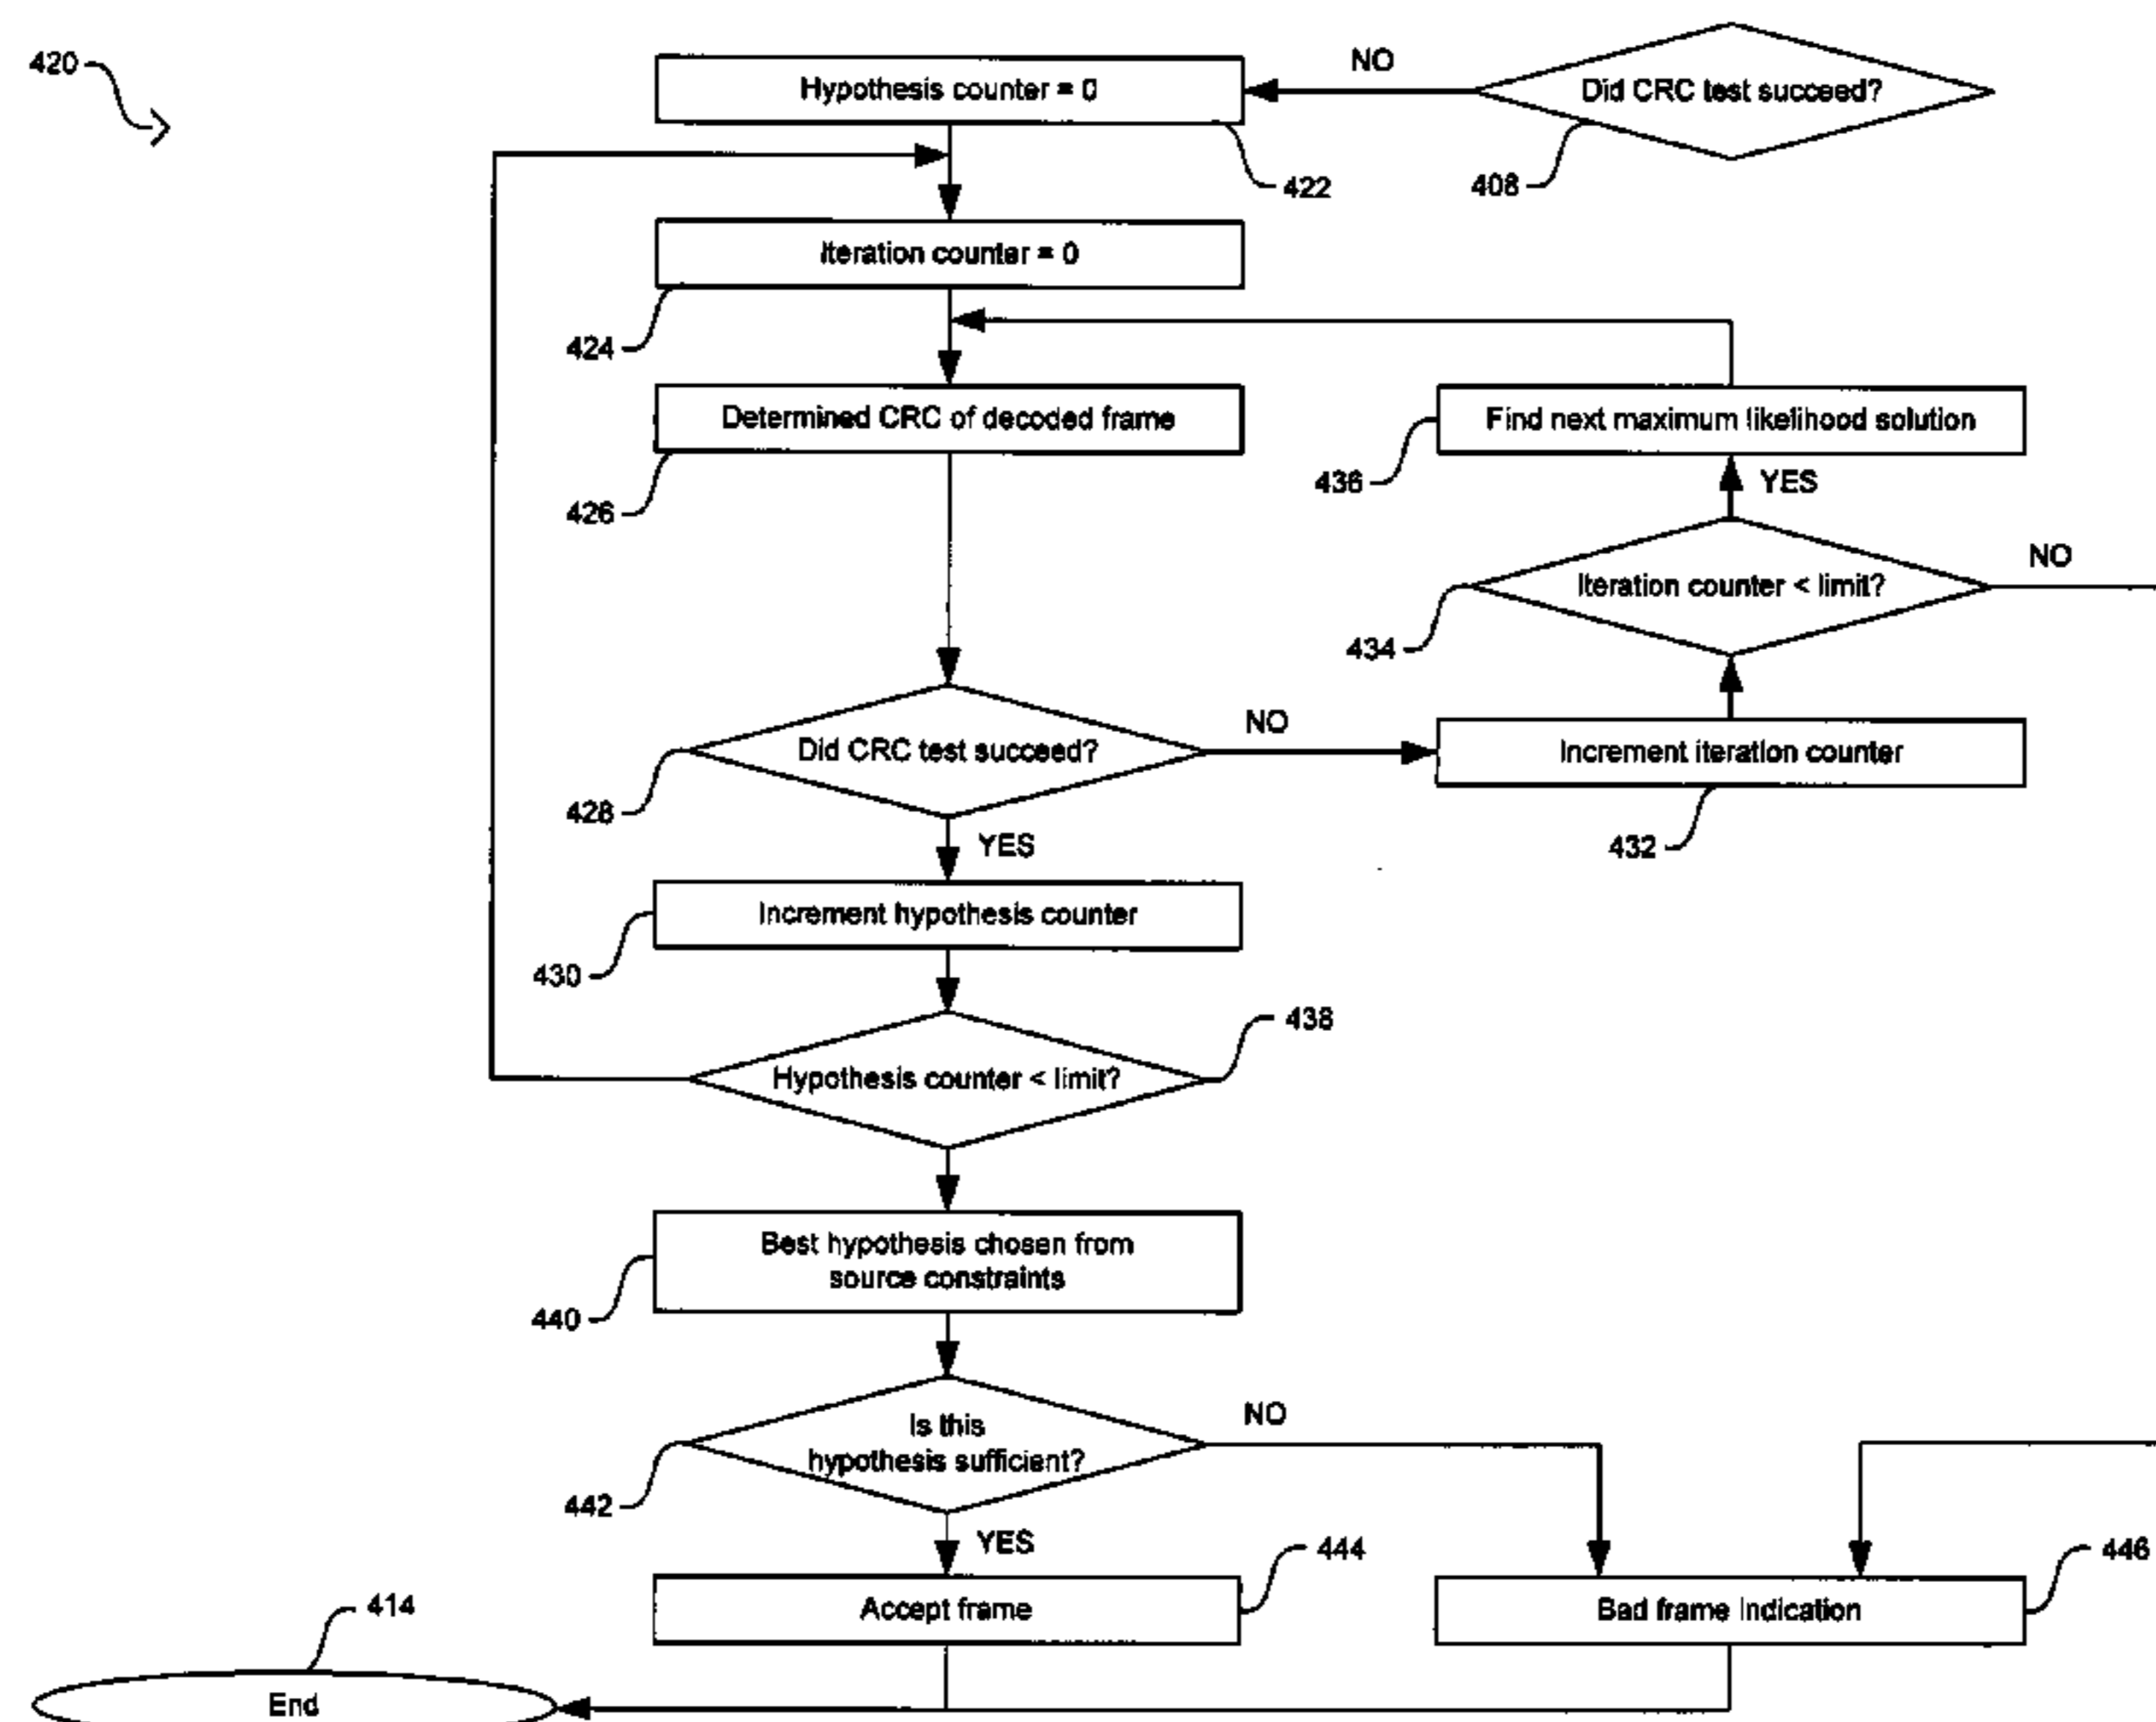 420
Hypothesis counter = 0
NO
Did CRC test succeed?
422
408
Iteration counter = 0
424
Determined CRC of decoded frame
426
Find next maximum likelihood solution
436
YES
Iteration counter < limit?
NO
434
Did CRC test succeed?
NO
428
Increment iteration counter
432
YES
Increment hypothesis counter
430
438
Hypothesis counter < limit?
Best hypothesis chosen from
source constraints
440
Is this
hypothesis sufficient?
NO
442
YES
444
446
Accept frame
Bad frame Indication
414
End